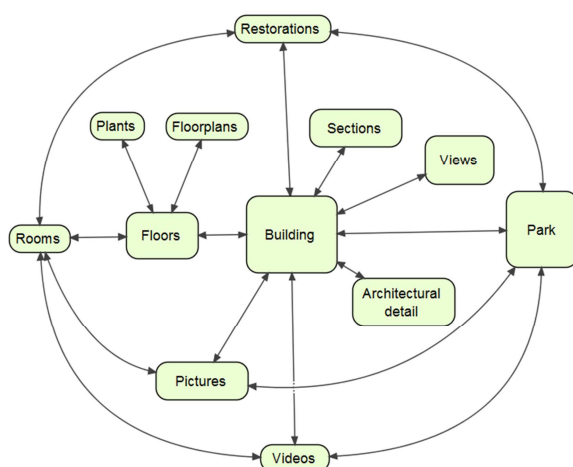 Restorations
Plants
Floorplans
Sections
Views
Rooms
Floors
Building
Park
Architectural
detail
Pictures
Videos